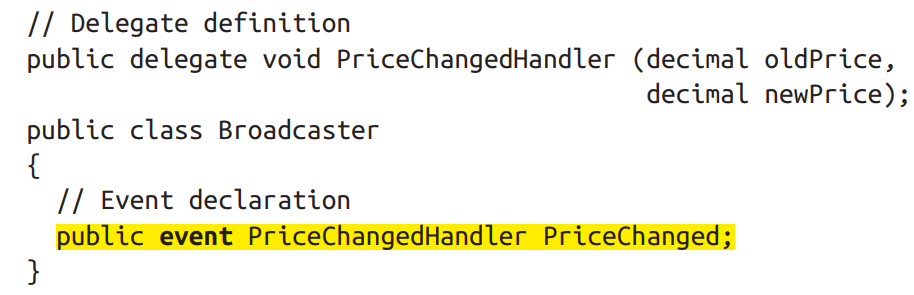 // Delegate definition
public delegate void PriceChangedHandler (decimal oldPrice,
                                          decimal newPrice);
public class Broadcaster
{
  // Event declaration
  public event PriceChangedHandler PriceChanged;
}